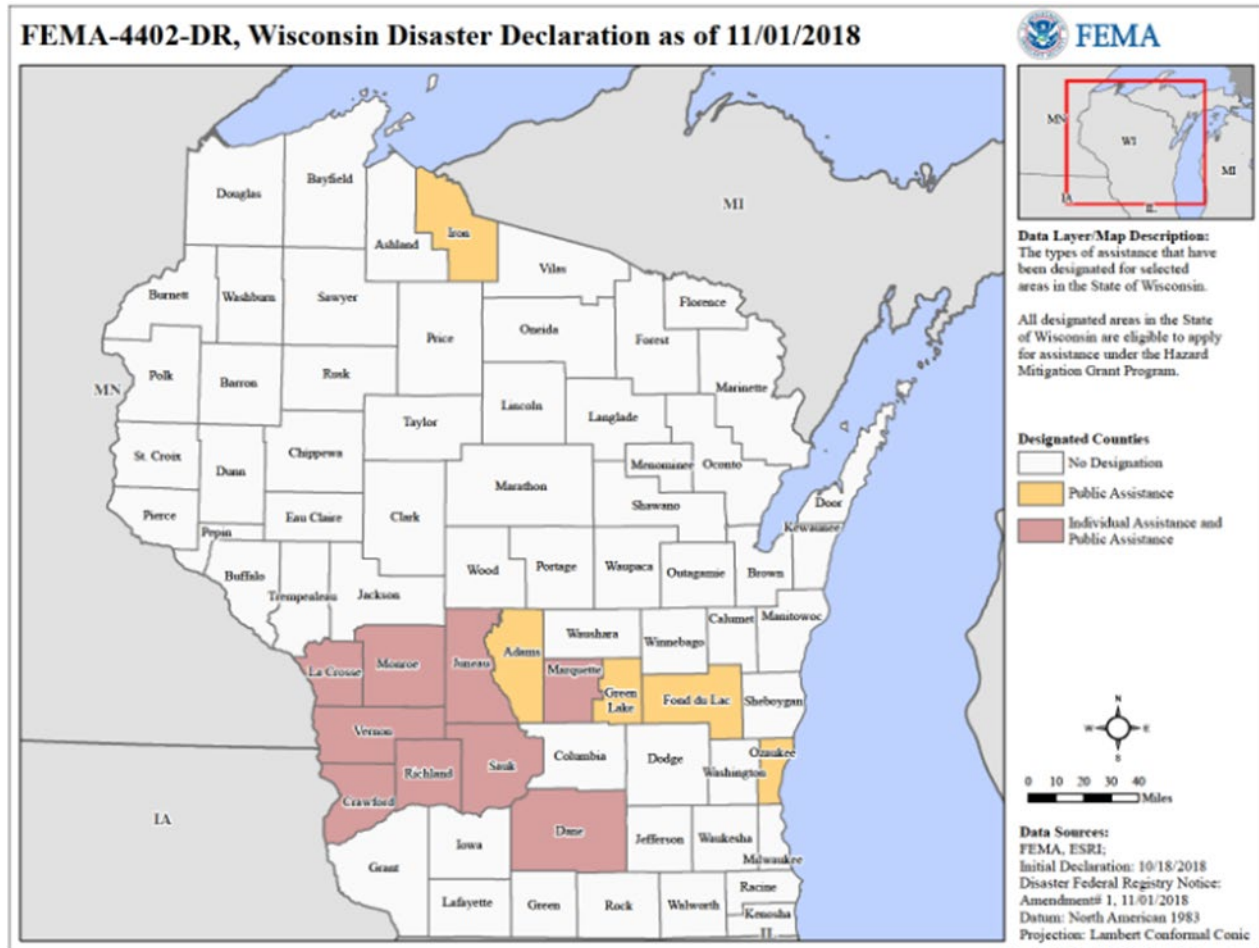 FEMA-4402-DR, Wisconsin Disaster Declaration as of 11/01/2018
FEMA
MN
WI
MI
IA
IL
Data Layer/Map Description:
The types of assistance that have
been designated for selected
areas in the State of Wisconsin.
All designated areas in the State
of Wisconsin are eligible to apply
for assistance under the Hazard
Mitigation Grant Program.
Designated Counties
No Designation
Public Assistance
Individual Assistance and
Public Assistance
N
W
E
S
0 10 20 30 40
Miles
Data Sources:
FEMA, ESRI;
Initial Declaration: 10/18/2018
Disaster Federal Registry Notice:
Amendment# 1, 11/01/2018
Datum: North American 1983
Projection: Lambert Conformal Conic
MI
MN
IA
IL
Douglas
Bayfield
Ashland
Iron
Vilas
Burnett
Washburn
Sawyer
Price
Oneida
Florence
Forest
Polk
Barron
Rusk
Marinette
Lincoln
Langlade
Taylor
St. Croix
Dunn
Chippewa
Menominee
Oconto
Marathon
Shawano
Door
Pierce
Eau Claire
Clark
Kewaunee
Pepin
Buffalo
Trempealeau
Jackson
Wood
Portage
Waupaca
Outagamie
Brown
Calumet
Manitowoc
Waushara
Winnebago
Adams
Juneau
Monroe
La Crosse
Marquette
Green
Lake
Fond du Lac
Sheboygan
Vernon
Richland
Sauk
Columbia
Dodge
Washington
Ozaukee
Crawford
Dane
Jefferson
Waukesha
Milwaukee
Grant
Iowa
Lafayette
Green
Rock
Walworth
Racine
Kenosha